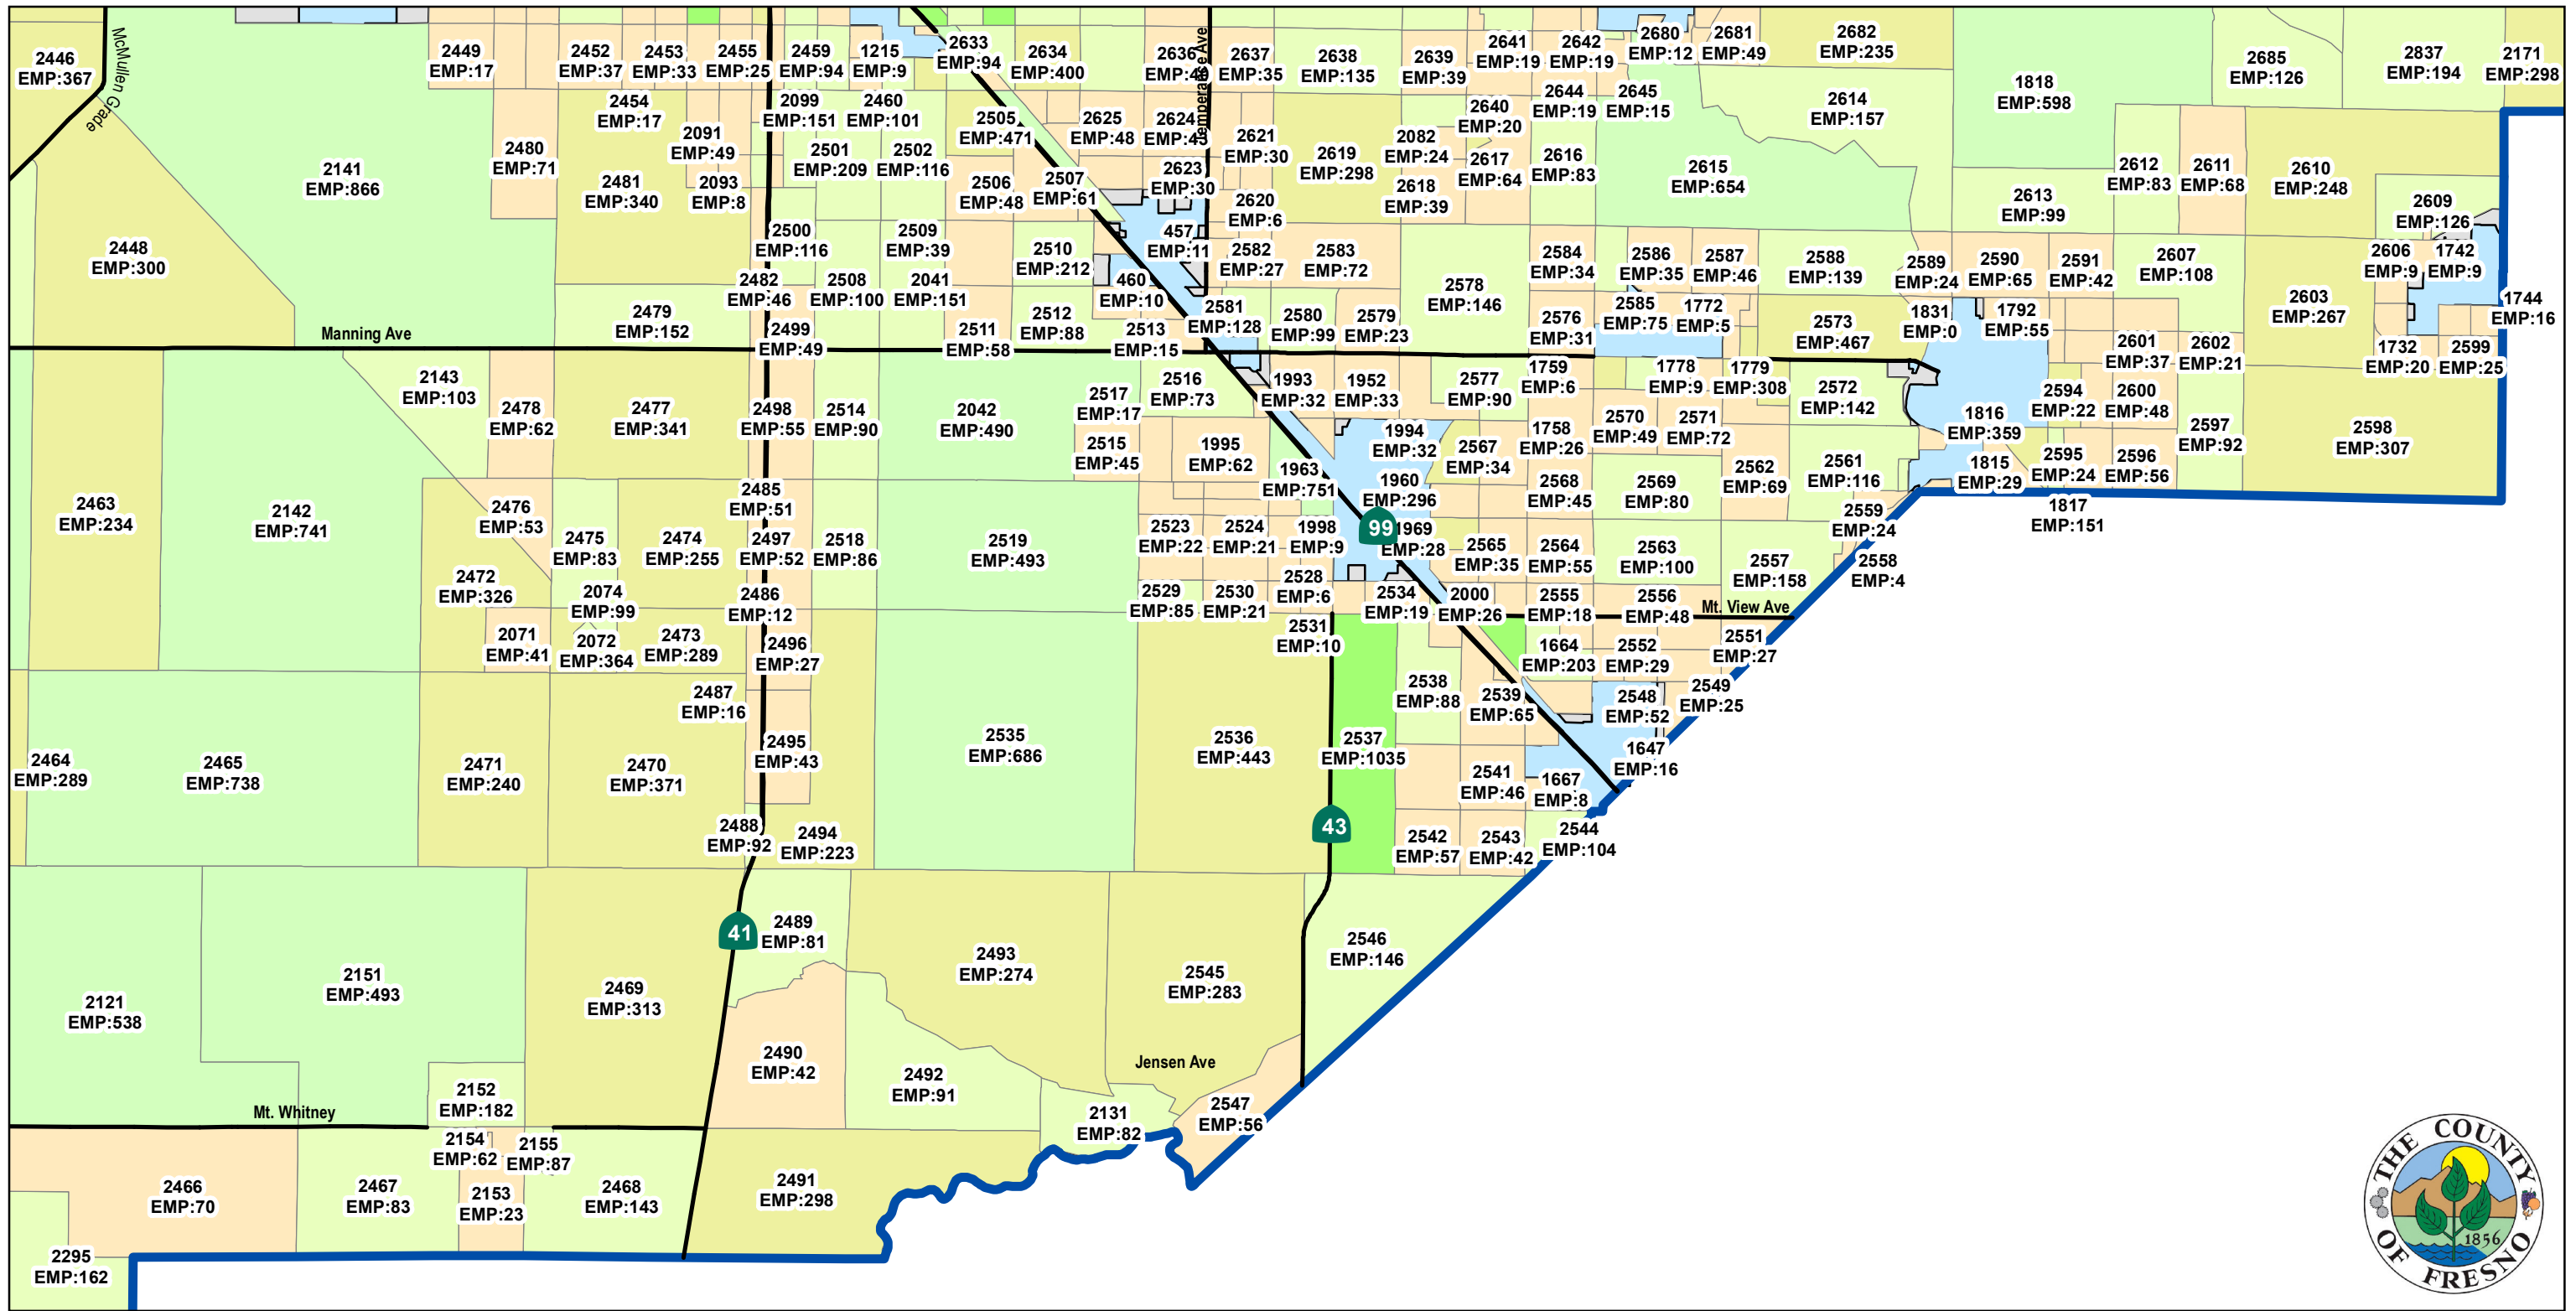 2446
EMP:367
McMullen Grade
2449
EMP:17
2452
EMP:37
2453
EMP:33
2455
EMP:25
2459
EMP:94
1215
EMP:9
2633
EMP:94
2634
EMP:400
2636
Temperance Ave
2637
EMP:35
2638
EMP:135
2639
EMP:39
2641
EMP:19
2642
EMP:19
2680
EMP:12
2681
EMP:49
2682
EMP:235
1818
EMP:598
2685
EMP:126
2837
EMP:194
2171
EMP:298
2454
EMP:17
2091
EMP:49
2099
EMP:151
2460
EMP:101
2505
EMP:471
2625
EMP:48
2624
2621
EMP:30
2619
EMP:298
2082
EMP:24
2640
EMP:20
2644
EMP:19
2645
EMP:15
2614
EMP:157
2141
EMP:866
2480
EMP:71
2481
EMP:340
2093
EMP:8
2501
EMP:209
2502
EMP:116
2506
EMP:48
2507
EMP:61
2623
EMP:30
2620
EMP:6
2618
EMP:39
2617
EMP:64
2616
EMP:83
2615
EMP:654
2613
EMP:99
2612
EMP:83
2611
EMP:68
2610
EMP:248
2609
EMP:126
2448
EMP:300
2500
EMP:116
2509
EMP:39
2510
EMP:212
457
EMP:11
2582
EMP:27
2583
EMP:72
2578
EMP:146
2584
EMP:34
2586
EMP:35
2587
EMP:46
2588
EMP:139
2589
EMP:24
2590
EMP:65
2591
EMP:42
2607
EMP:108
2606
EMP:9
1742
EMP:9
2482
EMP:46
2508
EMP:100
2041
EMP:151
460
EMP:10
2479
EMP:152
2499
EMP:49
2511
EMP:58
2512
EMP:88
2513
EMP:15
2581
EMP:128
2580
EMP:99
2579
EMP:23
2576
EMP:31
2585
EMP:75
1772
EMP:5
2573
EMP:467
1831
EMP:0
1792
EMP:55
2603
EMP:267
1744
EMP:16
Manning Ave
2601
EMP:37
2602
EMP:21
1732
EMP:20
2599
EMP:25
2143
EMP:103
2478
EMP:62
2477
EMP:341
2498
EMP:55
2514
EMP:90
2042
EMP:490
2517
EMP:17
2516
EMP:73
1993
EMP:32
1952
EMP:33
2577
EMP:90
1759
EMP:6
1778
EMP:9
1779
EMP:308
2572
EMP:142
2594
EMP:22
2600
EMP:48
2515
EMP:45
1995
EMP:62
1994
EMP:32
2567
EMP:34
1758
EMP:26
2570
EMP:49
2571
EMP:72
1816
EMP:359
2597
EMP:92
2598
EMP:307
2463
EMP:234
2142
EMP:741
2476
EMP:53
2485
EMP:51
1963
EMP:751
1960
EMP:296
2568
EMP:45
2569
EMP:80
2562
EMP:69
2561
EMP:116
1815
EMP:29
2595
EMP:24
2596
EMP:56
1817
EMP:151
2475
EMP:83
2474
EMP:255
2497
EMP:52
2518
EMP:86
2519
EMP:493
2523
EMP:22
2524
EMP:21
1998
EMP:9
99
1969
EMP:28
2565
EMP:35
2564
EMP:55
2563
EMP:100
2559
EMP:24
2557
EMP:158
2558
EMP:4
2472
EMP:326
2074
EMP:99
2486
EMP:12
2529
EMP:85
2530
EMP:21
2528
EMP:6
2534
EMP:19
2000
EMP:26
2555
EMP:18
2556
EMP:48
Mt. View Ave
2071
EMP:41
2072
EMP:364
2473
EMP:289
2496
EMP:27
2531
EMP:10
1664
EMP:203
2552
EMP:29
2551
EMP:27
2487
EMP:16
2538
EMP:88
2539
EMP:65
2548
EMP:52
2549
EMP:25
2464
EMP:289
2465
EMP:738
2471
EMP:240
2470
EMP:371
2495
EMP:43
2535
EMP:686
2536
EMP:443
2537
EMP:1035
2541
EMP:46
1667
EMP:8
1647
EMP:16
2488
EMP:92
2494
EMP:223
43
2542
EMP:57
2543
EMP:42
2544
EMP:104
41
2489
EMP:81
2493
EMP:274
2545
EMP:283
2546
EMP:146
2121
EMP:538
2151
EMP:493
2469
EMP:313
2490
EMP:42
2492
EMP:91
Jensen Ave
2152
EMP:182
Mt. Whitney
2131
EMP:82
2547
EMP:56
2154
EMP:62
2155
EMP:87
2466
EMP:70
2467
EMP:83
2153
EMP:23
2468
EMP:143
2491
EMP:298
2295
EMP:162
THE COUNTY
OF FRESNO
1856